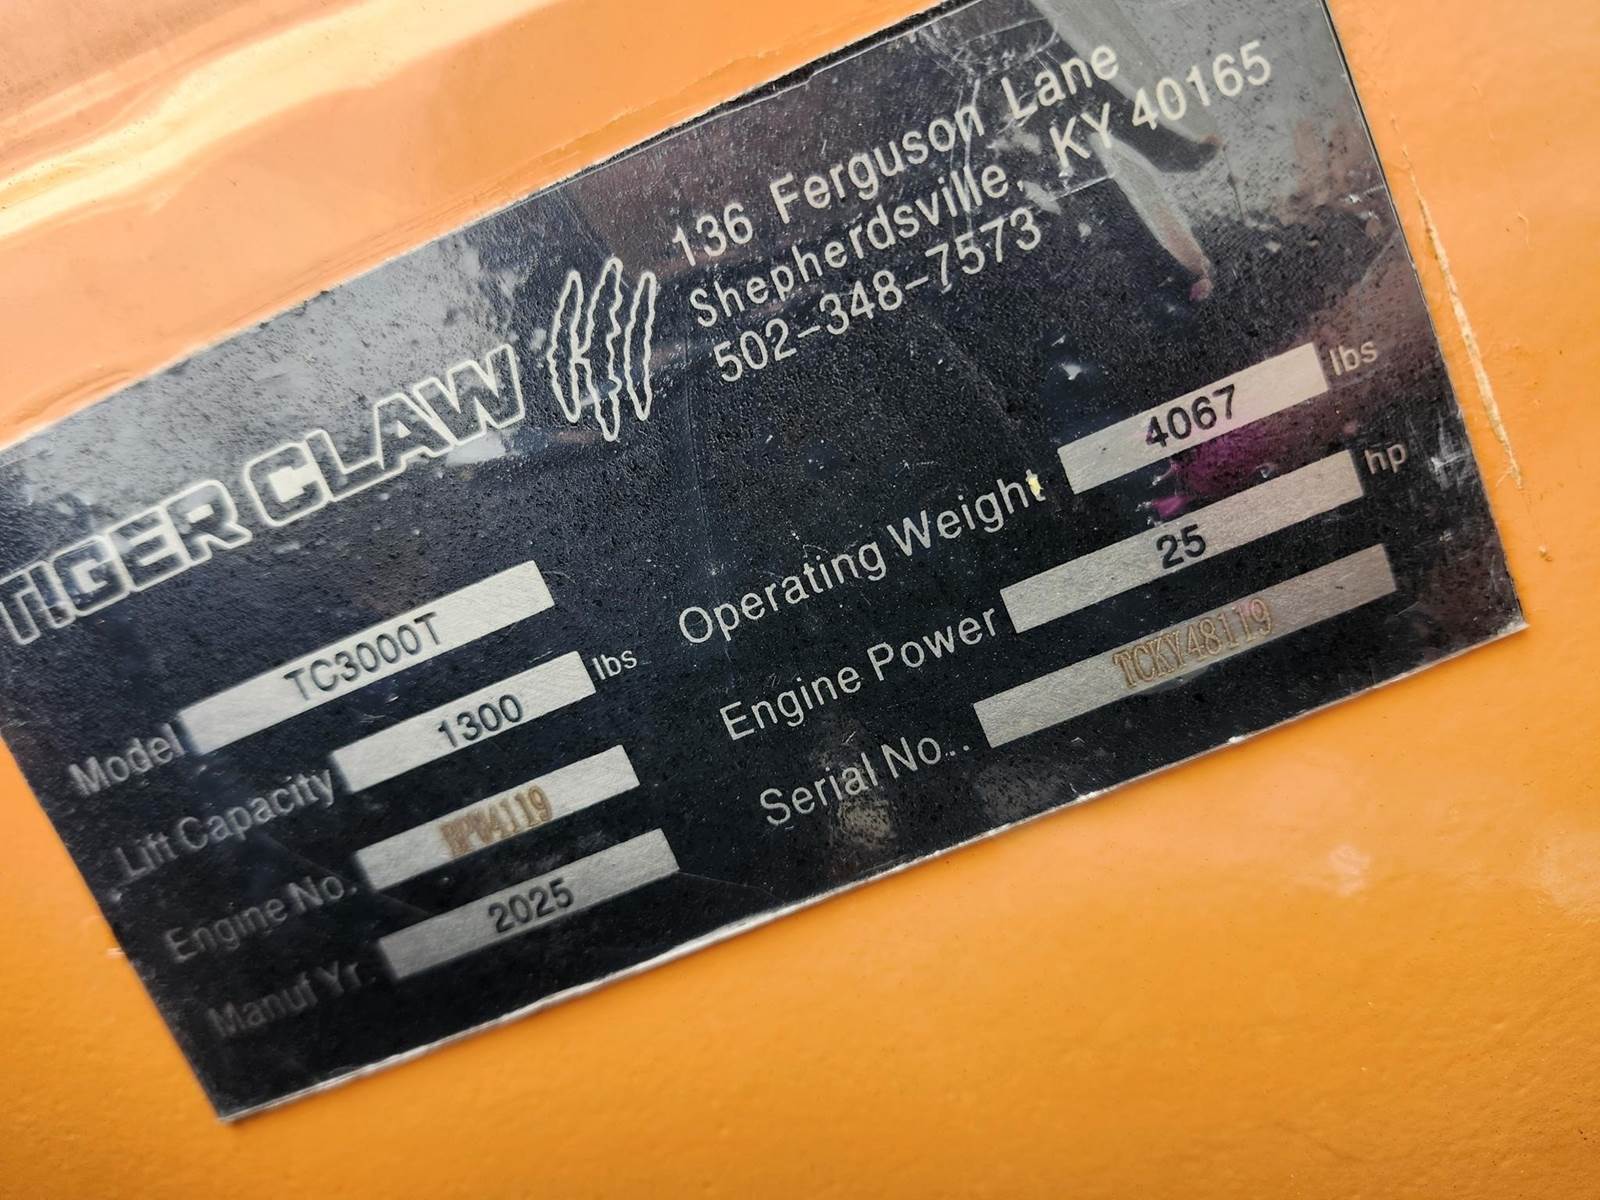 TIGER CLAW
136 Ferguson Lane
Shepherdsville, KY 40165
502-348-7573
Model TC3000T
Lift Capacity 1300 lbs
Engine No.
Manuf Yr. 2025
Operating Weight 4067 lbs
Engine Power 25 hp
Serial No.. TCKY48119